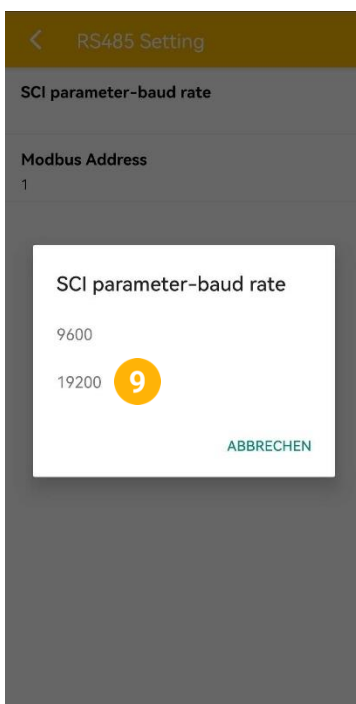 RS485 Setting
SCI parameter-baud rate
Modbus Address
1
SCI parameter-baud rate
9600
19200 9
ABBRECHEN